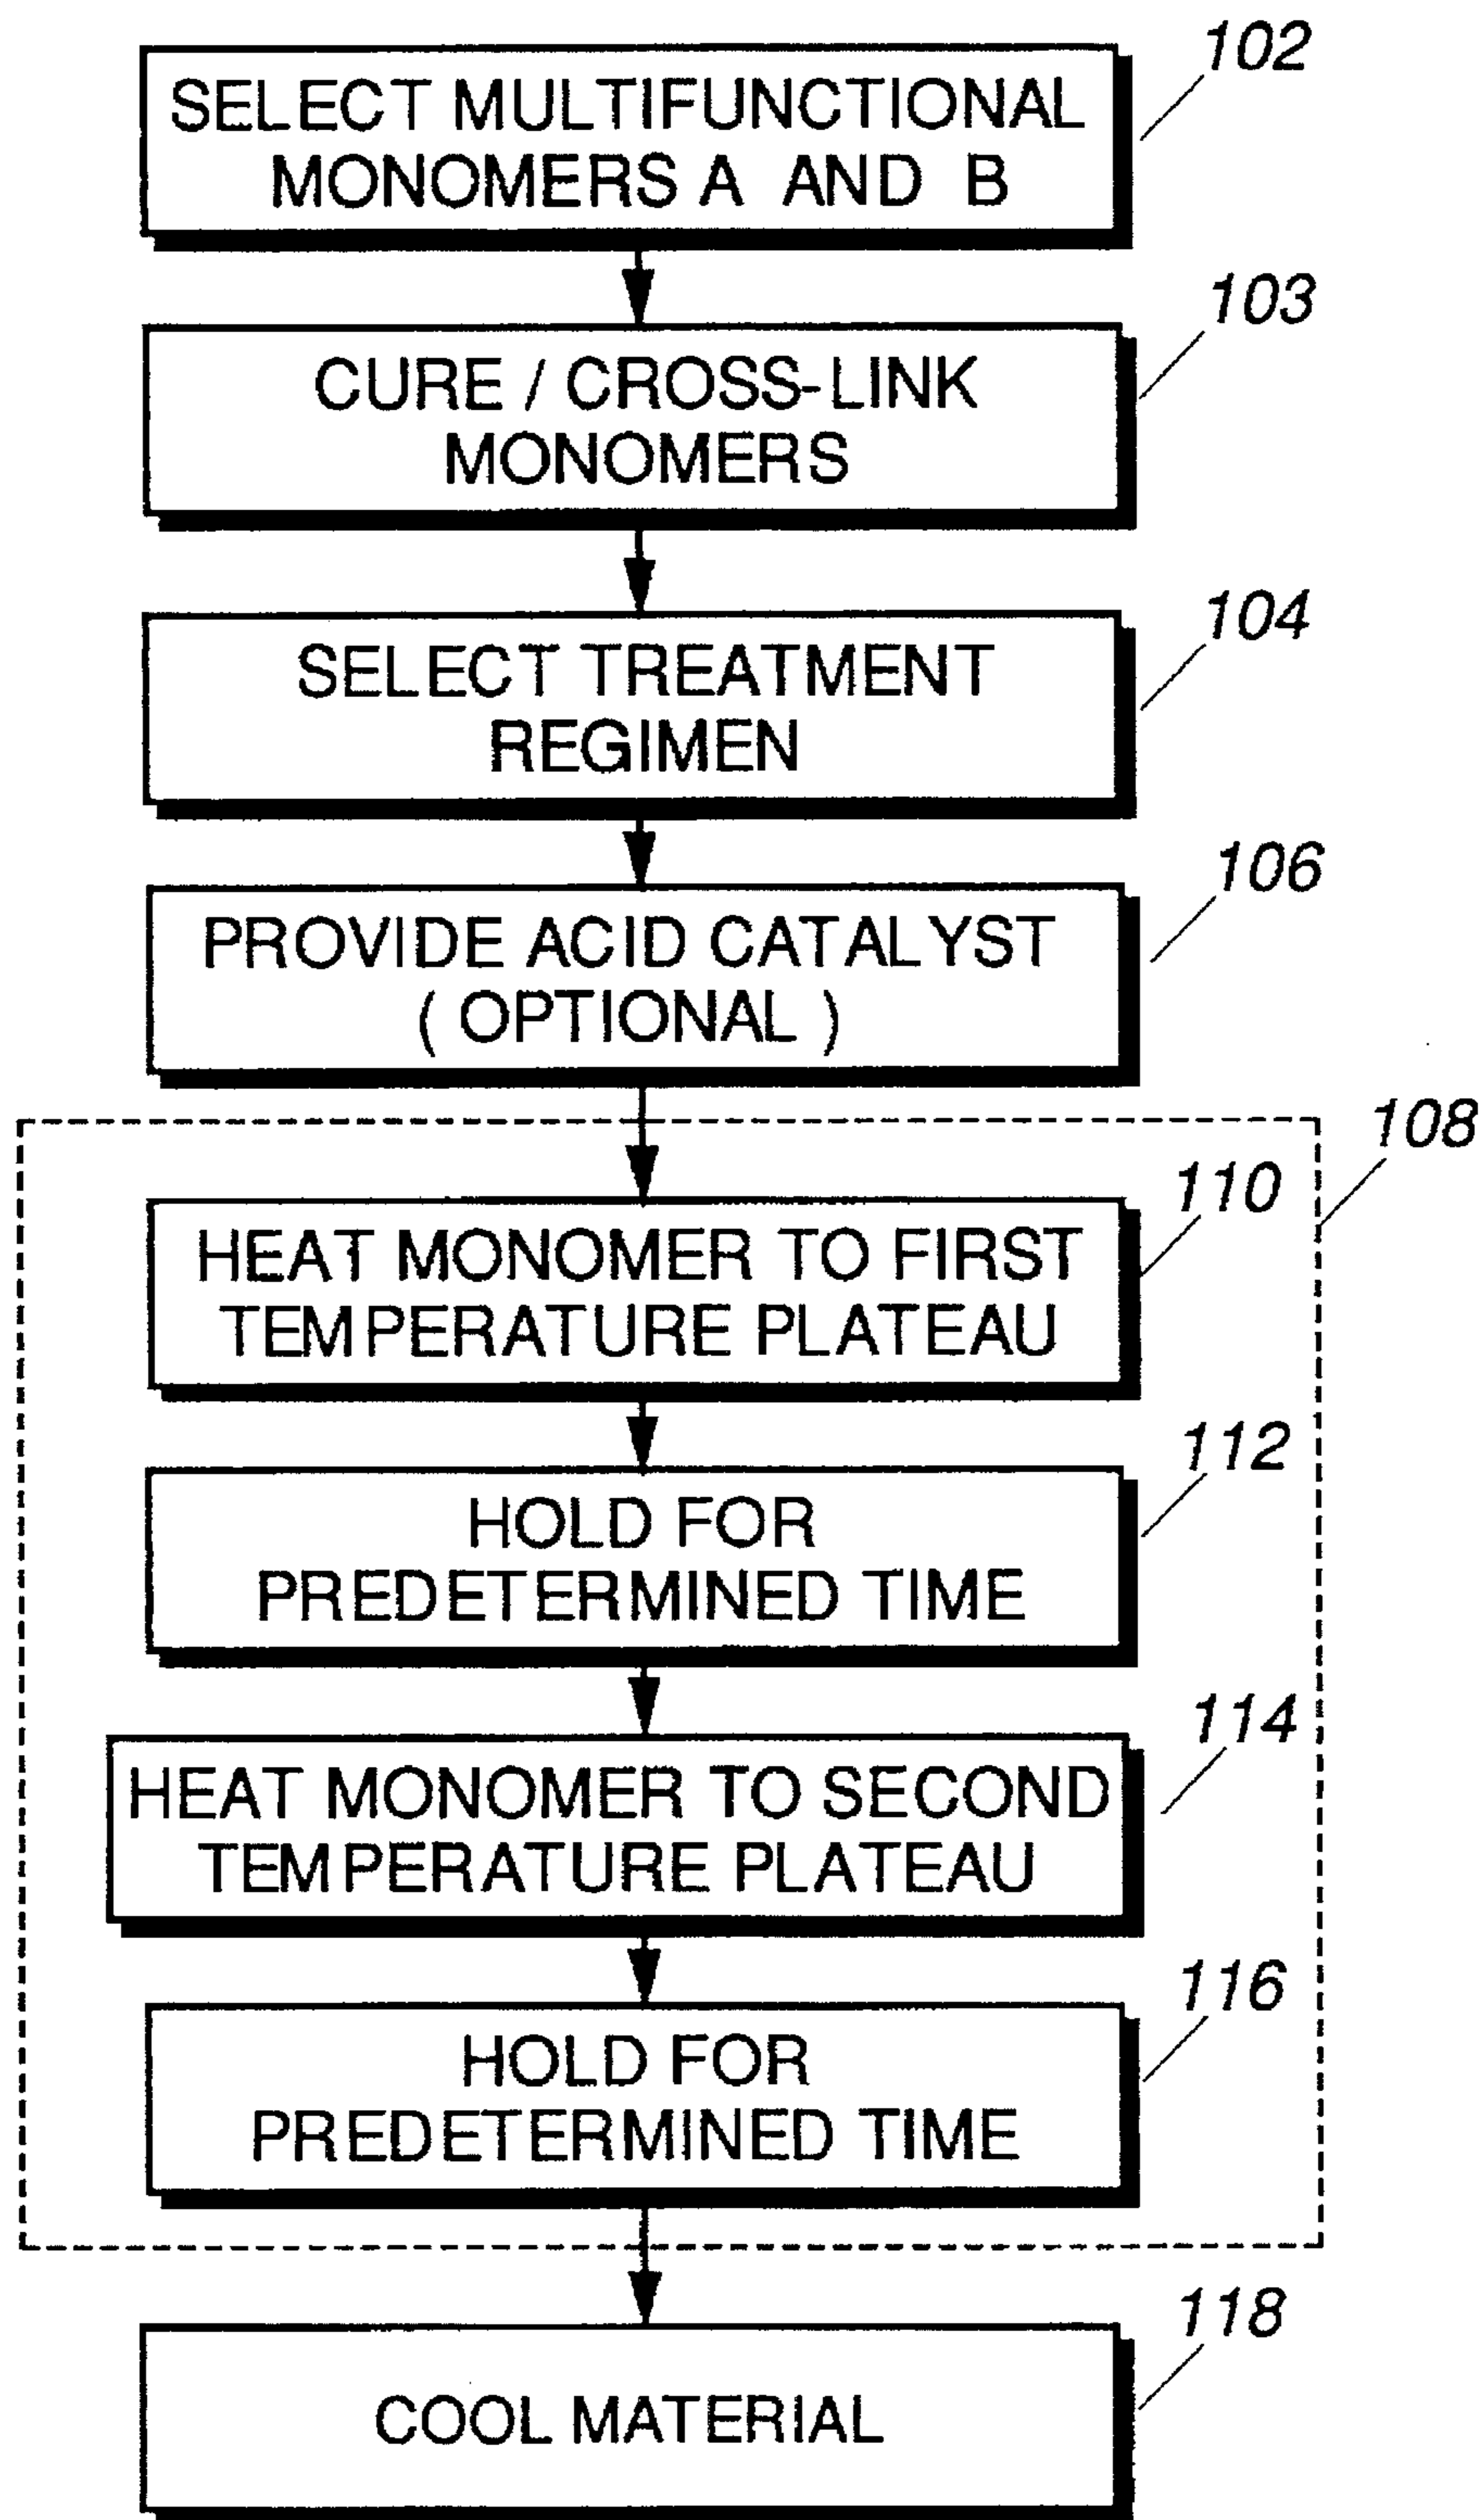 102
SELECT MULTIFUNCTIONAL
MONOMERS A AND B
103
CURE / CROSS-LINK
MONOMERS
104
SELECT TREATMENT
REGIMEN
106
PROVIDE ACID CATALYST
( OPTIONAL )
108
110
HEAT MONOMER TO FIRST
TEMPERATURE PLATEAU
112
HOLD FOR
PREDETERMINED TIME
114
HEAT MONOMER TO SECOND
TEMPERATURE PLATEAU
116
HOLD FOR
PREDETERMINED TIME
118
COOL MATERIAL